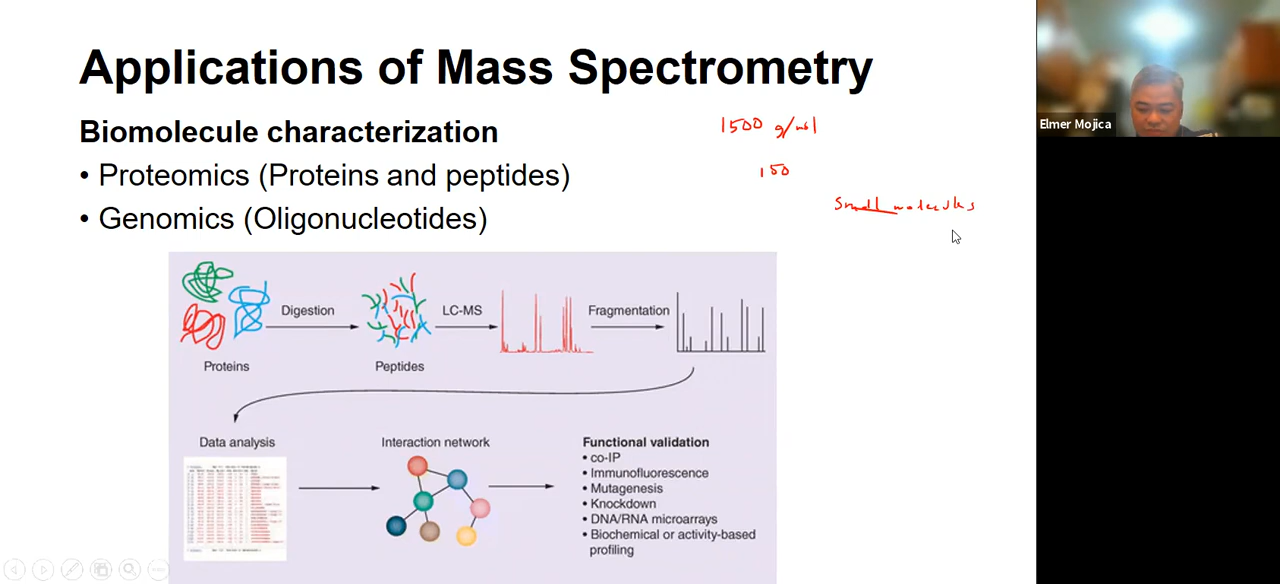 Applications of Mass Spectrometry
Biomolecule characterization
• Proteomics (Proteins and peptides)
• Genomics (Oligonucleotides)
1500 g/mol
150
Small molecules
Elmer Mojica
Digestion
LC-MS
Fragmentation
Proteins
Peptides
Data analysis
Interaction network
Functional validation
• co-IP
• Immunofluorescence
• Mutagenesis
• Knockdown
• DNA/RNA microarrays
• Biochemical or activity-based
profiling